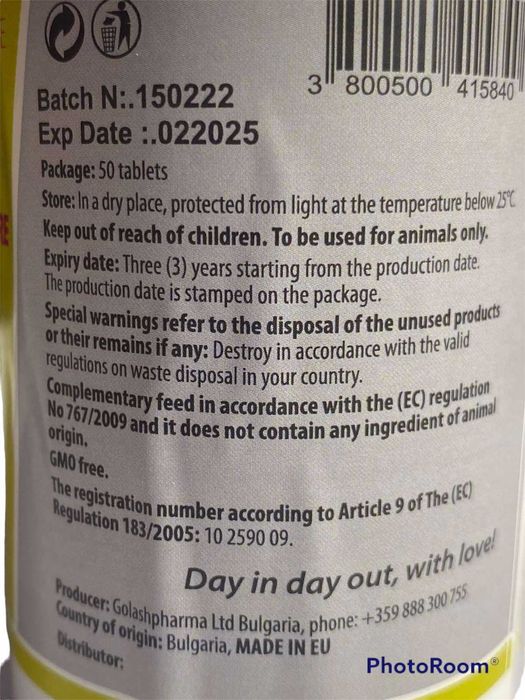 3 800500 415840
Batch N:.150222
Exp Date :.022025
Package: 50 tablets
Store: In a dry place, protected from light at the temperature below 25°C.
Keep out of reach of children. To be used for animals only.
Expiry date: Three (3) years starting from the production date.
The production date is stamped on the package.
Special warnings refer to the disposal of the unused products
or their remains if any: Destroy in accordance with the valid
regulations on waste disposal in your country.
Complementary feed in accordance with the (EC) regulation
No 767/2009 and it does not contain any ingredient of animal
origin.
GMO free.
The registration number according to Article 9 of The (EC)
Regulation 183/2005: 10 2590 09.
Day in day out, with love!
Producer: Golashpharma Ltd Bulgaria, phone: +359 888 300 755
Country of origin: Bulgaria, MADE IN EU
Distributor:
PhotoRoom®